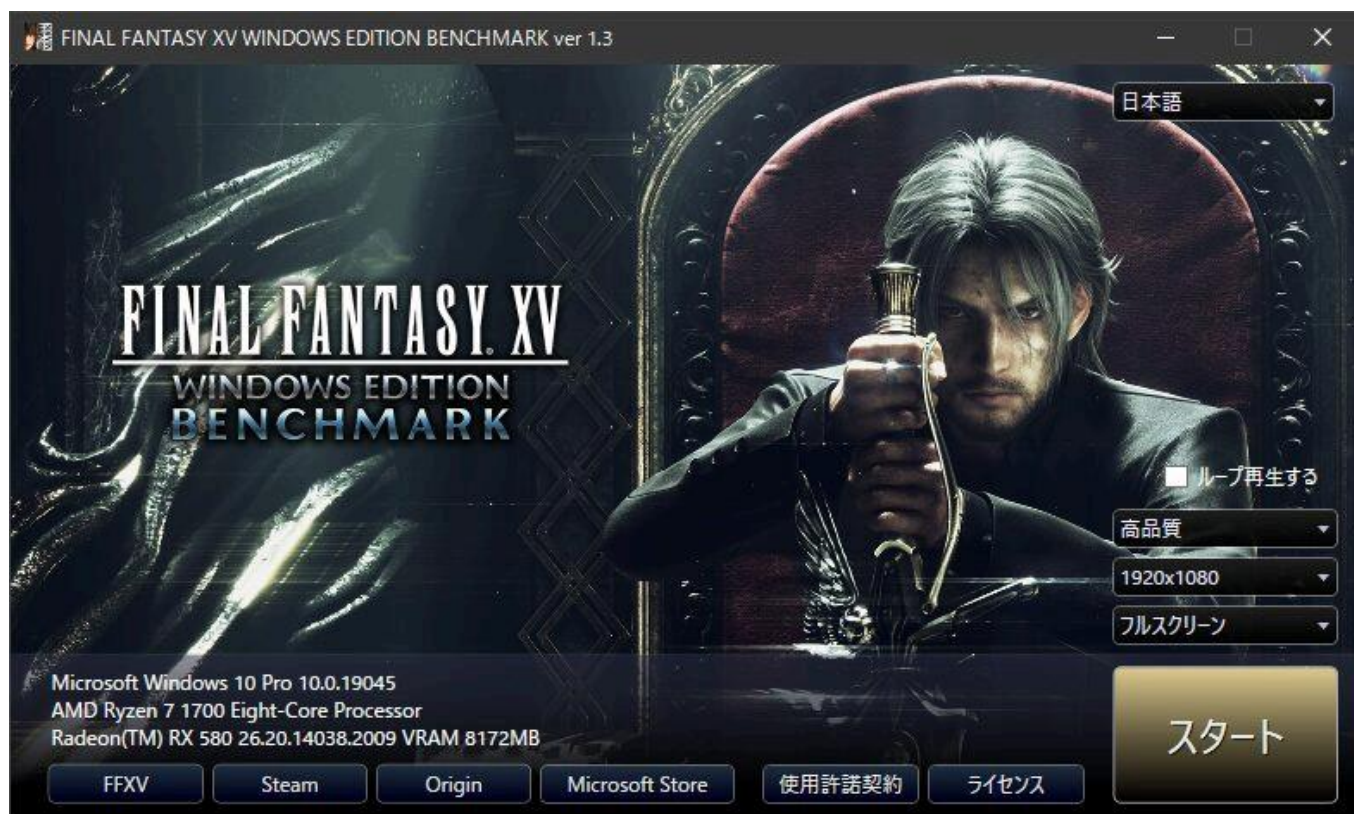 FINAL FANTASY XV WINDOWS EDITION BENCHMARK ver 1.3
日本語
FINAL FANTASY XV
WINDOWS EDITION
BENCHMARK
ループ再生する
高品質
1920x1080
フルスクリーン
Microsoft Windows 10 Pro 10.0.19045
AMD Ryzen 7 1700 Eight-Core Processor
Radeon(TM) RX 580 26.20.14038.2009 VRAM 8172MB
スタート
FFXV Steam Origin Microsoft Store 使用許諾契約 ライセンス